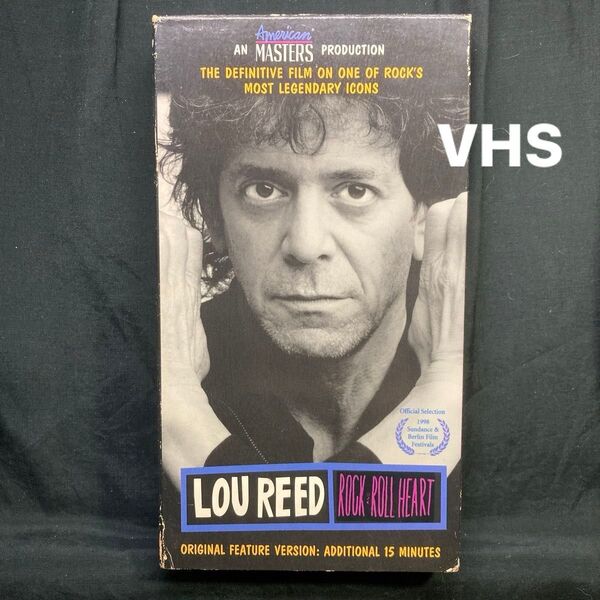 American
AN MASTERS PRODUCTION
THE DEFINITIVE FILM ON ONE OF ROCK'S
MOST LEGENDARY ICONS
VHS
Official Selection
1998
Sundance &
Berlin Film
Festivals
LOU REED ROCK AND ROLL HEART
ORIGINAL FEATURE VERSION: ADDITIONAL 15 MINUTES